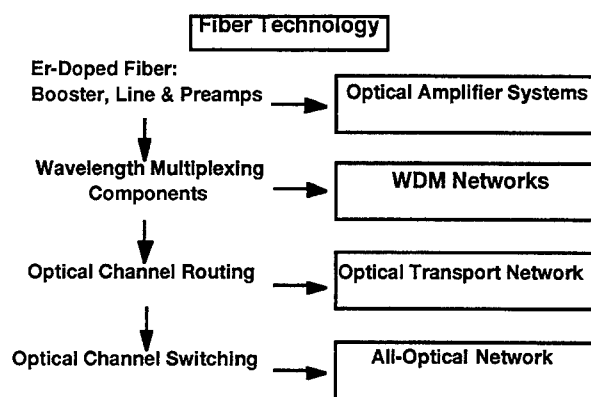 Fiber Technology
Er-Doped Fiber:
Booster, Line & Preamps
Optical Amplifier Systems
Wavelength Multiplexing
Components
WDM Networks
Optical Channel Routing
Optical Transport Network
Optical Channel Switching
All-Optical Network